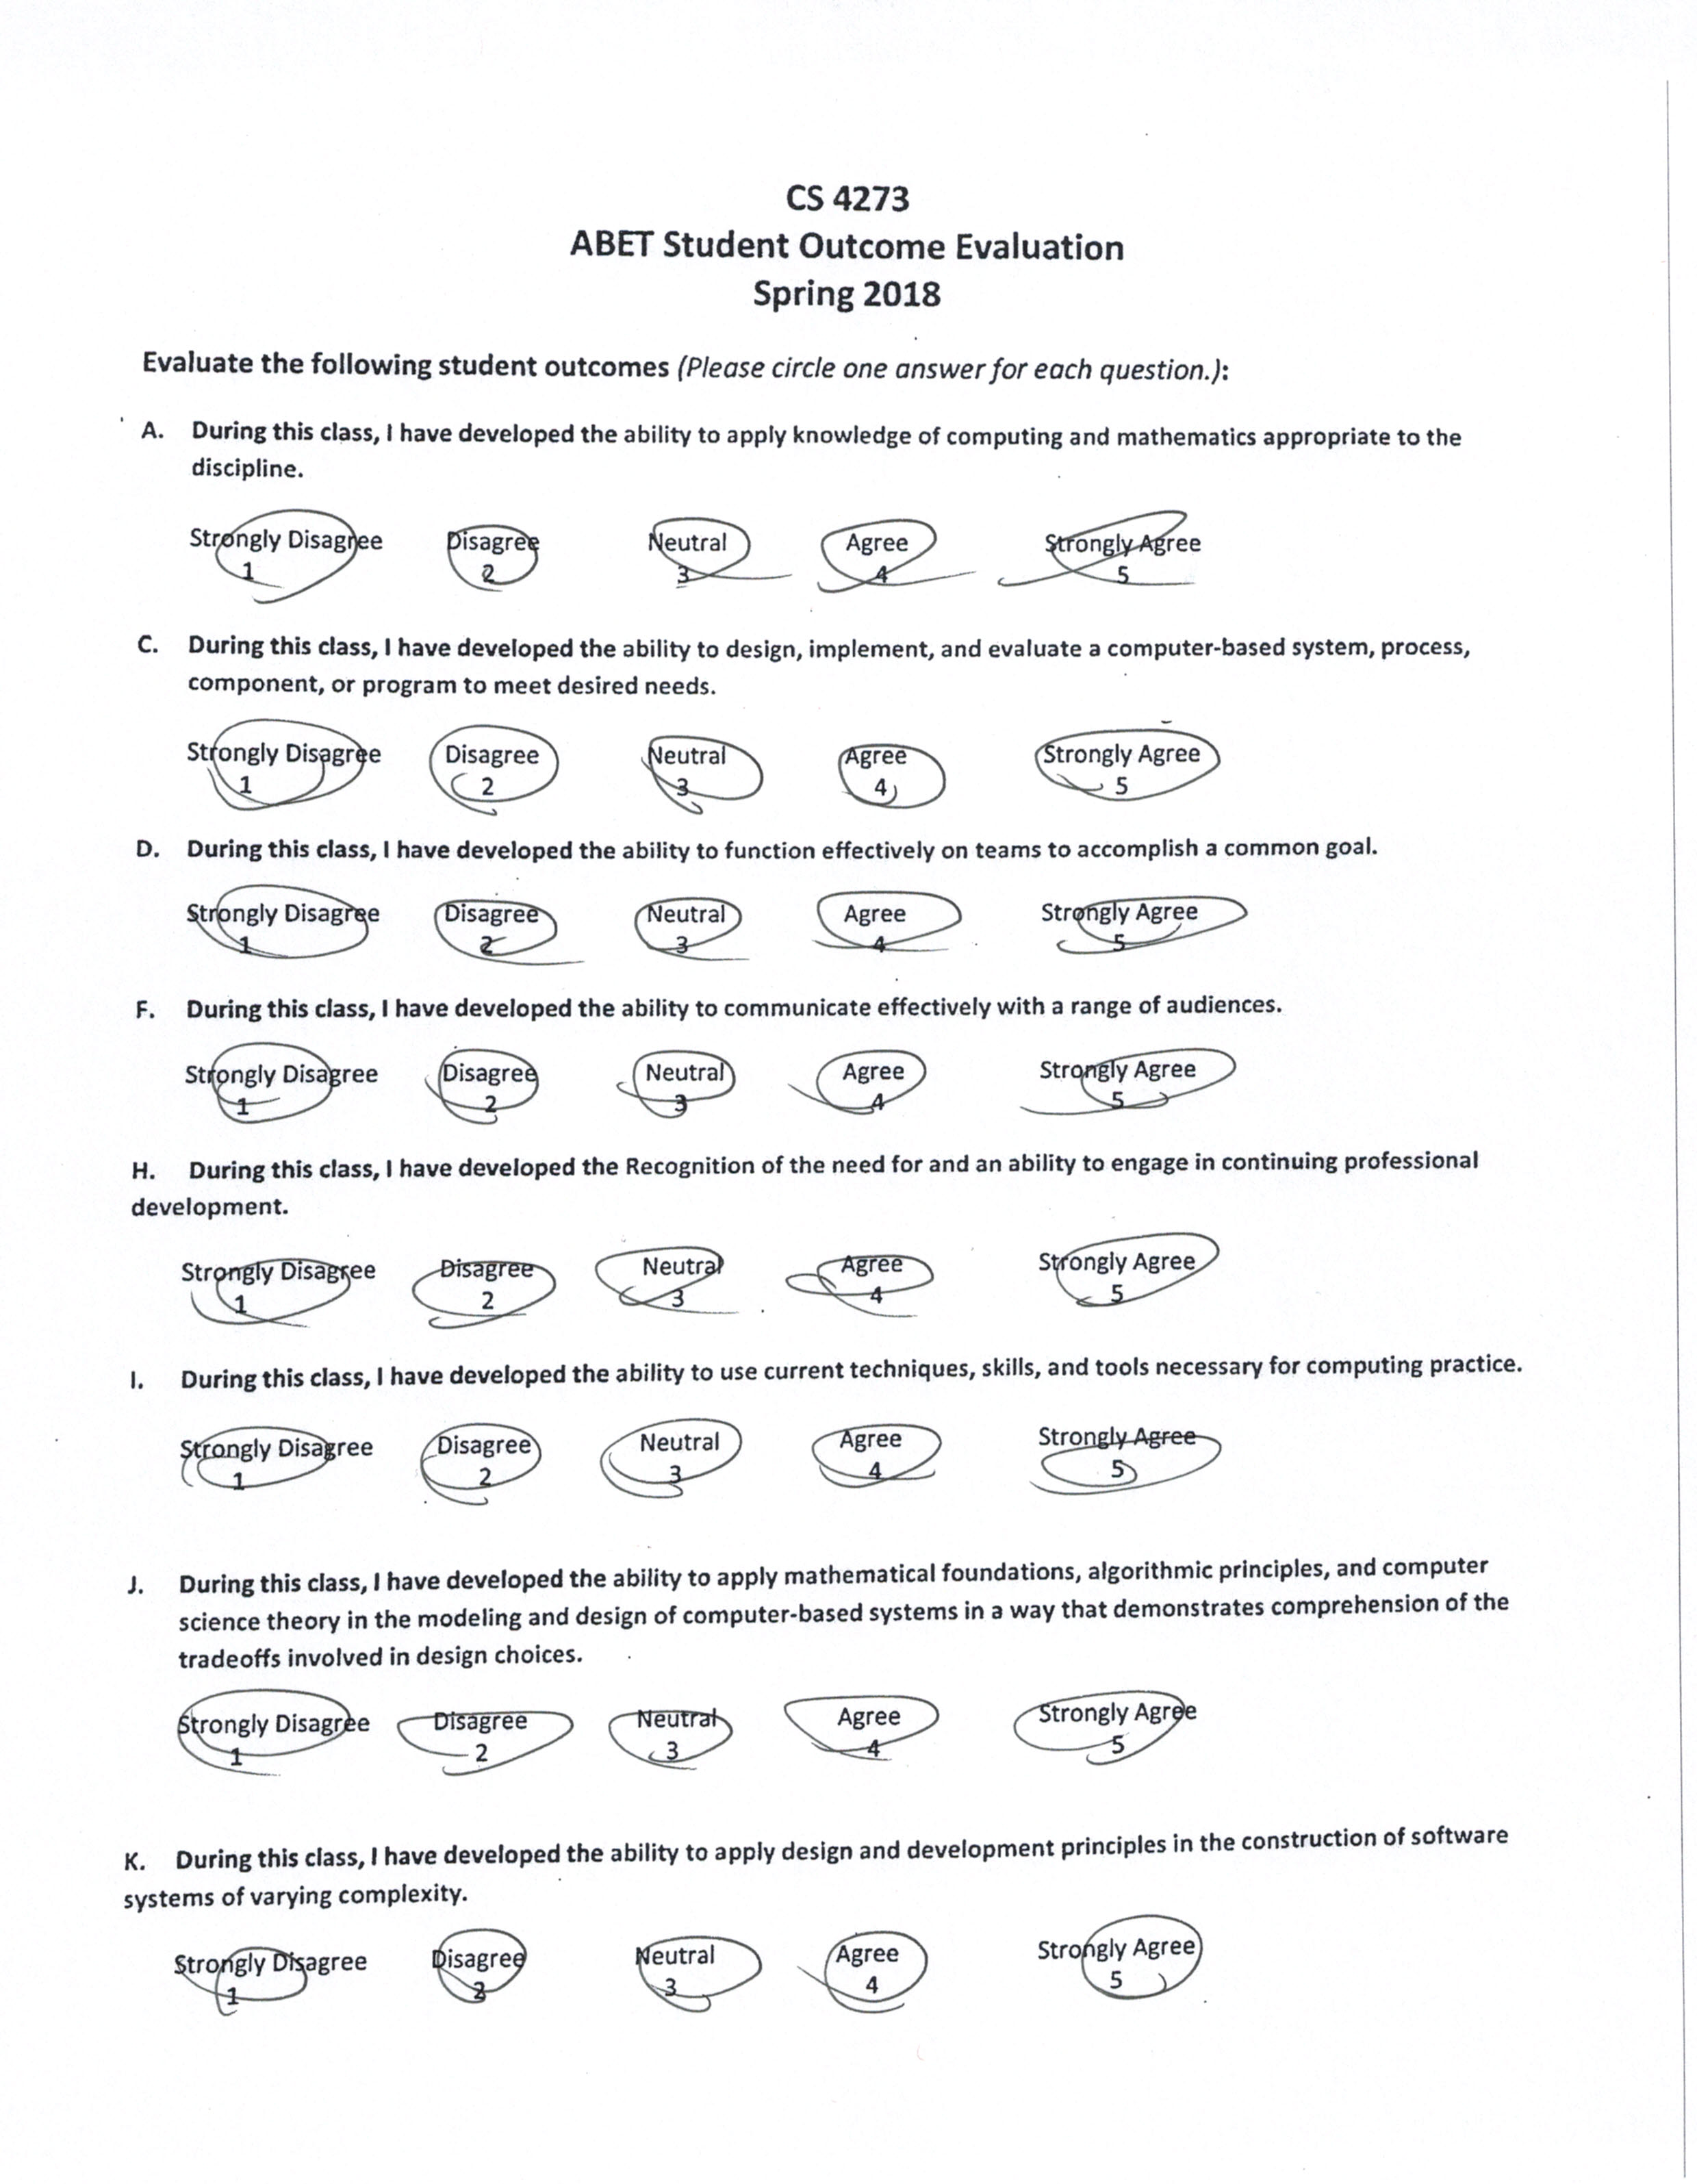 CS 4273
ABET Student Outcome Evaluation
Spring 2018
Evaluate the following student outcomes (Please circle one answer for each question.):
A. During this class, I have developed the ability to apply knowledge of computing and mathematics appropriate to the
discipline.
Strongly Disagree Disagree Neutral Agree Strongly Agree
1 2 3 4 5
C. During this class, I have developed the ability to design, implement, and evaluate a computer-based system, process,
component, or program to meet desired needs.
Strongly Disagree Disagree Neutral Agree Strongly Agree
1 2 3 4 5
D. During this class, I have developed the ability to function effectively on teams to accomplish a common goal.
Strongly Disagree Disagree Neutral Agree Strongly Agree
1 2 3 4 5
F. During this class, I have developed the ability to communicate effectively with a range of audiences.
Strongly Disagree Disagree Neutral Agree Strongly Agree
1 2 3 4 5
H. During this class, I have developed the Recognition of the need for and an ability to engage in continuing professional
development.
Strongly Disagree Disagree Neutral Agree Strongly Agree
1 2 3 4 5
I. During this class, I have developed the ability to use current techniques, skills, and tools necessary for computing practice.
Strongly Disagree Disagree Neutral Agree Strongly Agree
1 2 3 4 5
J. During this class, I have developed the ability to apply mathematical foundations, algorithmic principles, and computer
science theory in the modeling and design of computer-based systems in a way that demonstrates comprehension of the
tradeoffs involved in design choices.
Strongly Disagree Disagree Neutral Agree Strongly Agree
1 2 3 4 5
K. During this class, I have developed the ability to apply design and development principles in the construction of software
systems of varying complexity.
Strongly Disagree Disagree Neutral Agree Strongly Agree
1 2 3 4 5